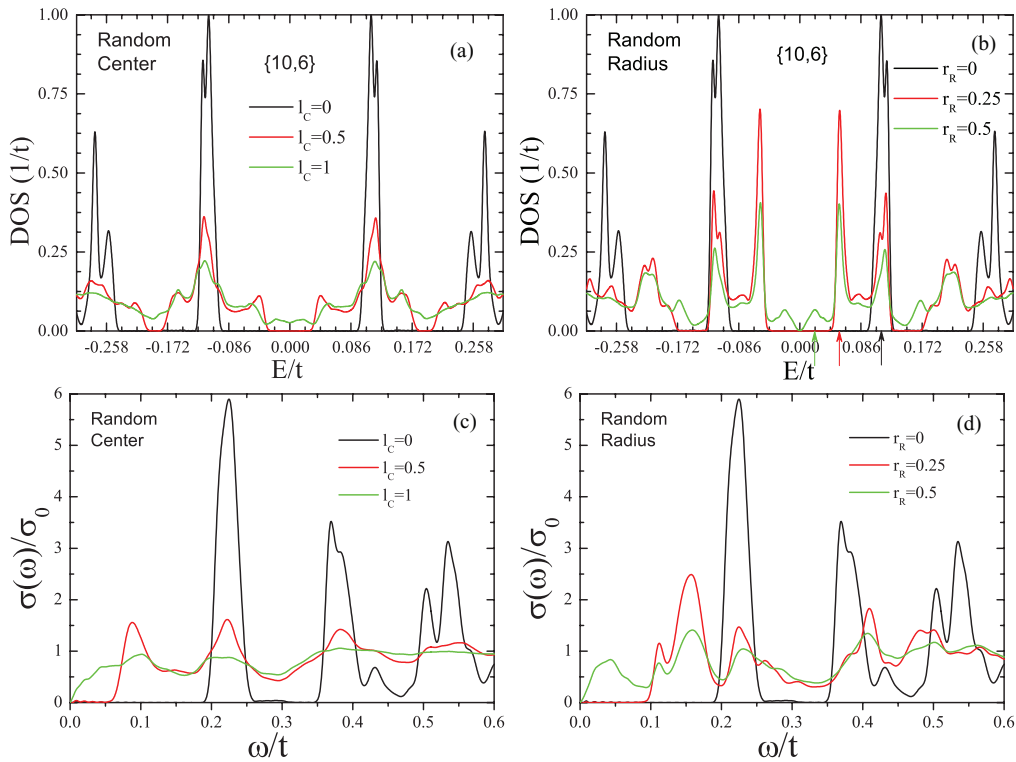 Random
Center
(a)
{10,6}
l_C=0
l_C=0.5
l_C=1
DOS (1/t)
1.00
0.75
0.50
0.25
0.00
-0.258 -0.172 -0.086 0.000 0.086 0.172 0.258
E/t
Random
Radius
(b)
{10,6}
r_R=0
r_R=0.25
r_R=0.5
DOS (1/t)
1.00
0.75
0.50
0.25
0.00
-0.258 -0.172 -0.086 0.000 0.086 0.172 0.258
E/t
Random
Center
(c)
l_C=0
l_C=0.5
l_C=1
σ(ω)/σ_0
6
5
4
3
2
1
0
0.0 0.1 0.2 0.3 0.4 0.5 0.6
ω/t
Random
Radius
(d)
r_R=0
r_R=0.25
r_R=0.5
σ(ω)/σ_0
6
5
4
3
2
1
0
0.0 0.1 0.2 0.3 0.4 0.5 0.6
ω/t